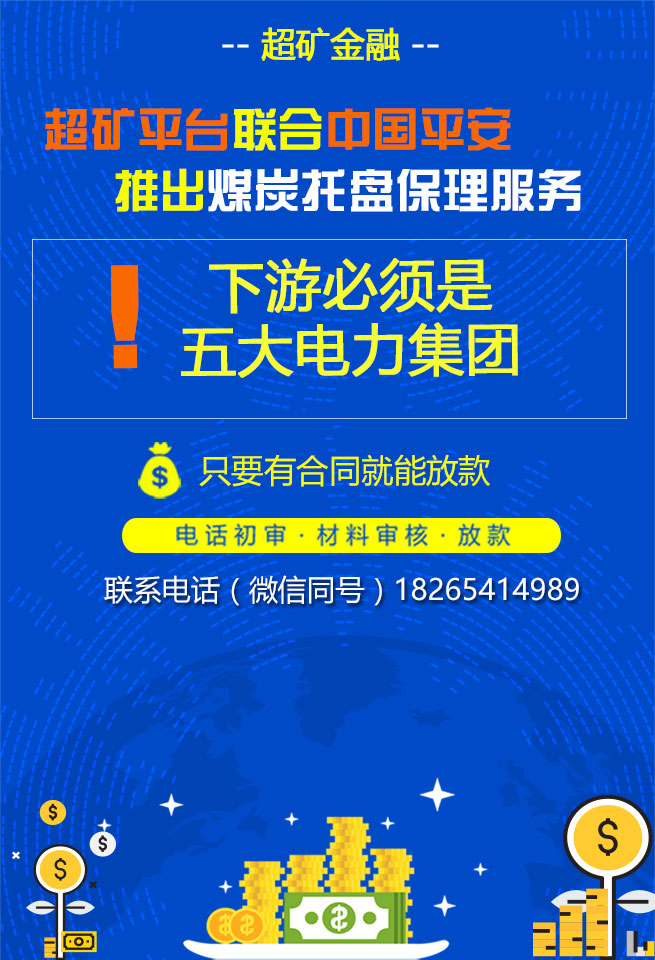 -- 超矿金融 --
超矿平台联合中国平安
推出煤炭托盘保理服务
! 下游必须是
五大电力集团
$ 只要有合同就能放款
电话初审·材料审核·放款
联系电话（微信同号）18265414989
$
$
$
$
$